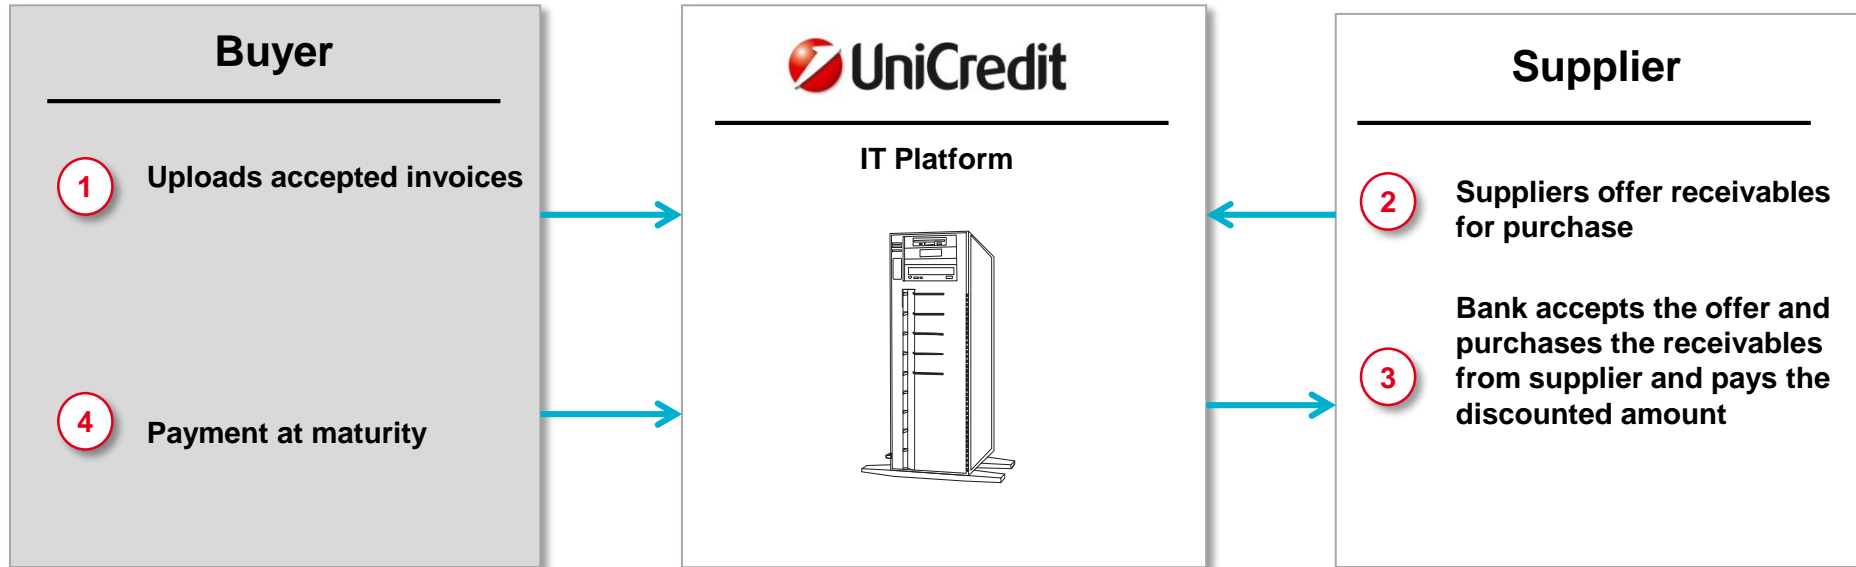 Buyer
1
Uploads accepted invoices
4
Payment at maturity
UniCredit
IT Platform
Supplier
2
Suppliers offer receivables
for purchase
3
Bank accepts the offer and
purchases the receivables
from supplier and pays the
discounted amount